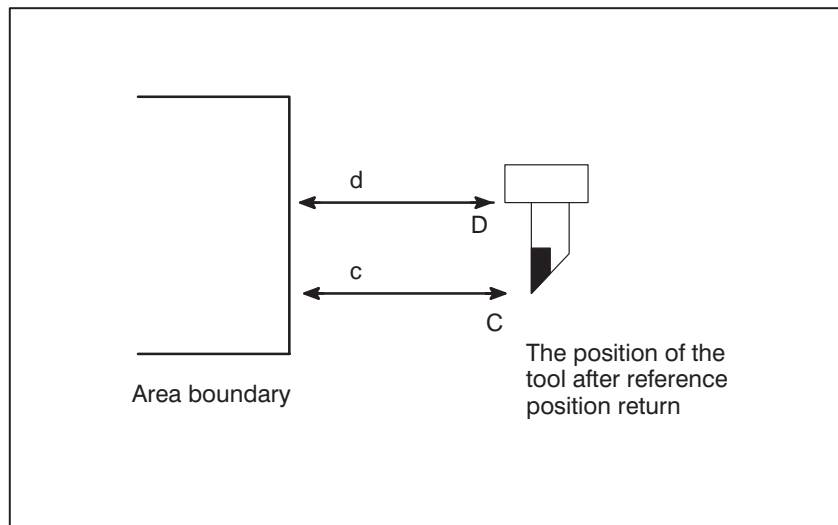 d
D
c
C
The position of the
tool after reference
position return
Area boundary